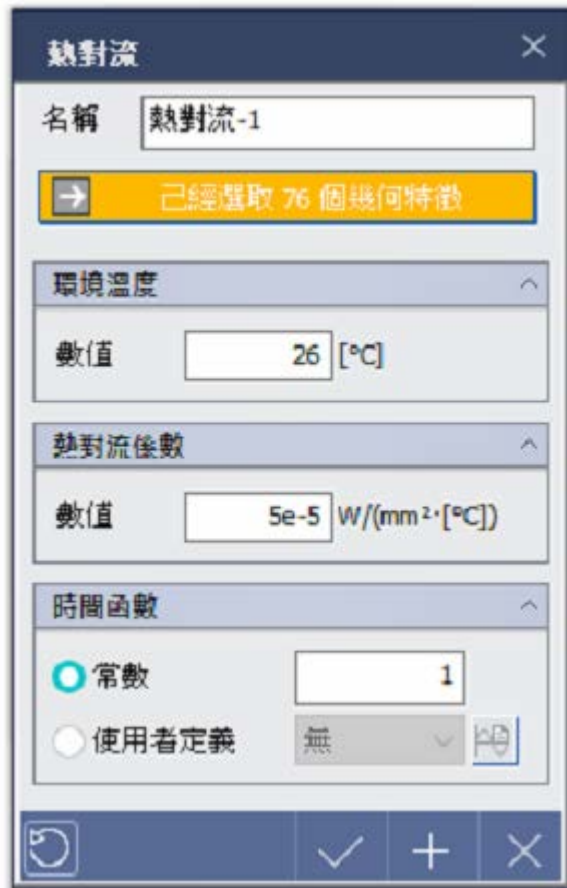 熱對流
名稱 熱對流-1
已經選取 76 個幾何特徵
環境溫度
數值 26 [°C]
熱對流係數
數值 5e-5 W/(mm²·[°C])
時間函數
常數 1
使用者定義 無